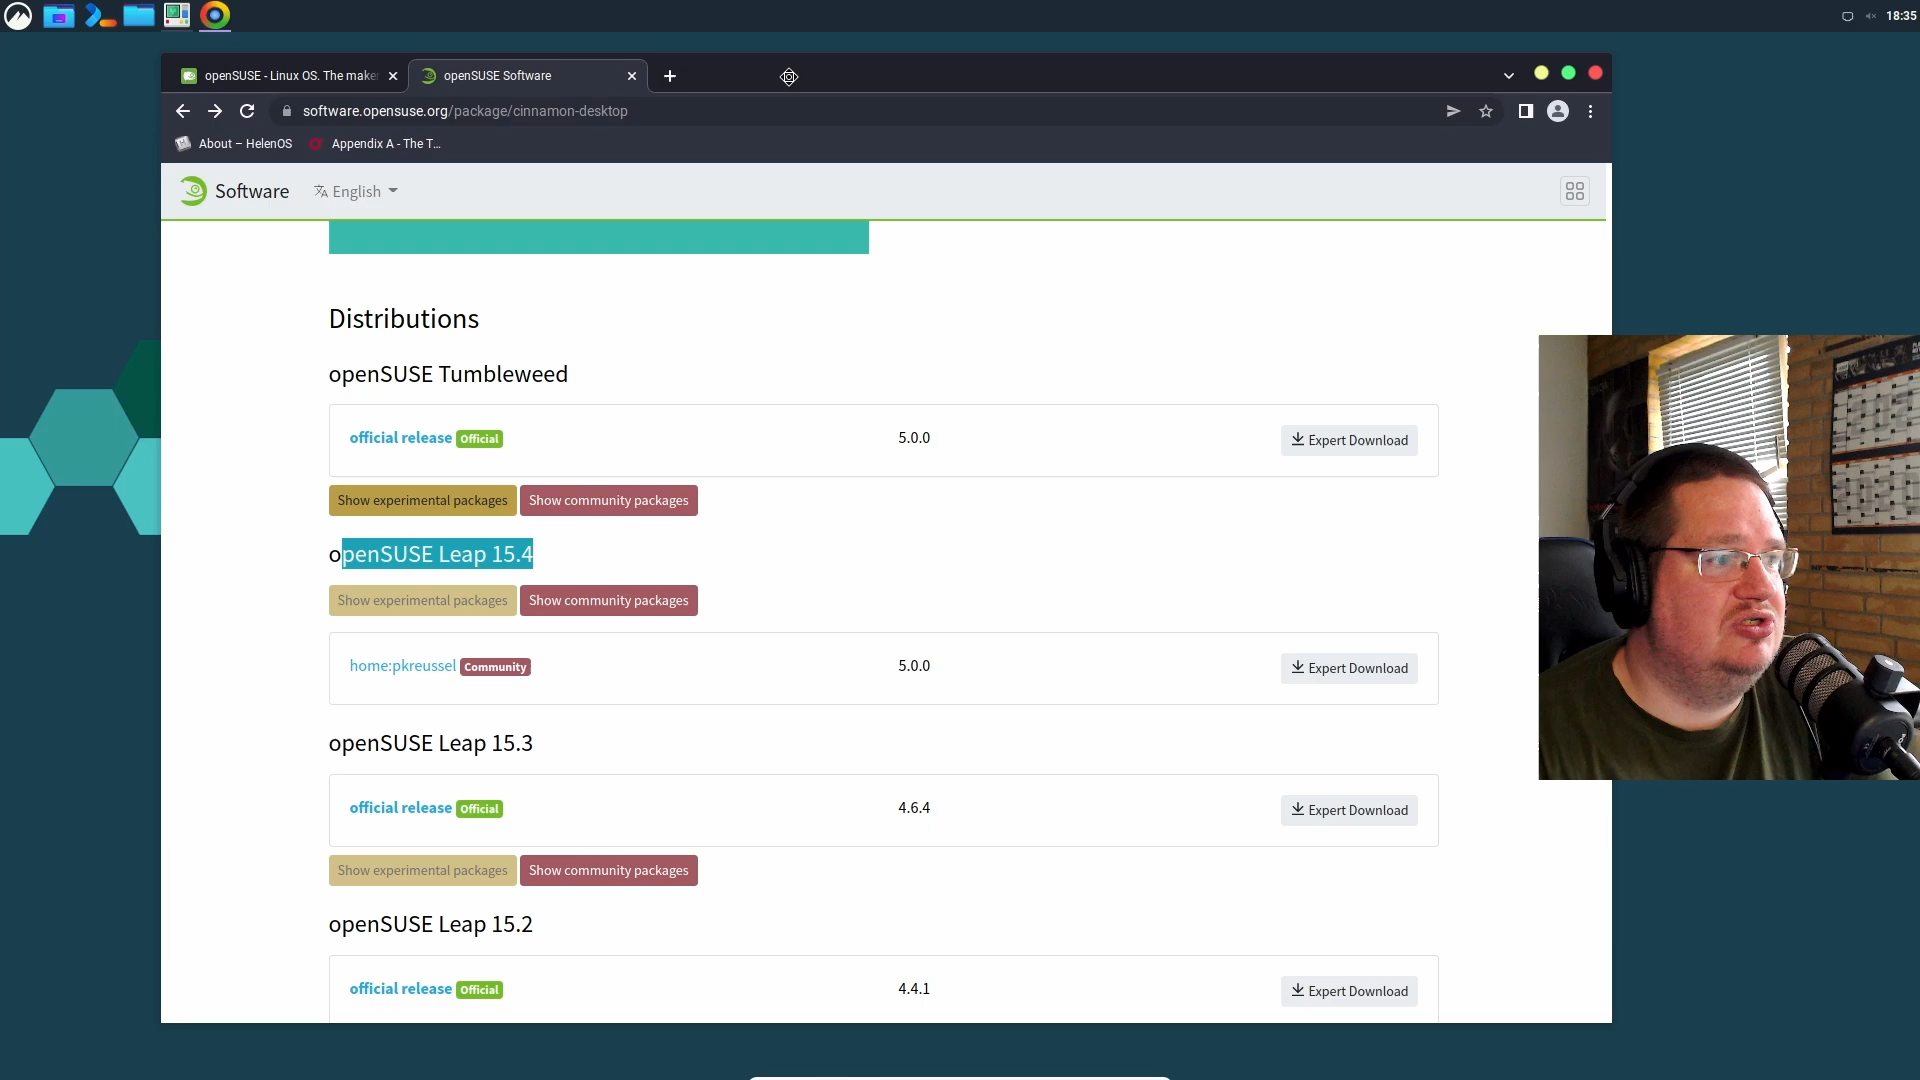 18:35
openSUSE - Linux OS. The make
openSUSE Software
software.opensuse.org/package/cinnamon-desktop
About – HelenOS
Appendix A - The T...
Software
English
Distributions
openSUSE Tumbleweed
official release Official 5.0.0 Expert Download
Show experimental packages Show community packages
openSUSE Leap 15.4
Show experimental packages Show community packages
home:pkreussel Community 5.0.0 Expert Download
openSUSE Leap 15.3
official release Official 4.6.4 Expert Download
Show experimental packages Show community packages
openSUSE Leap 15.2
official release Official 4.4.1 Expert Download